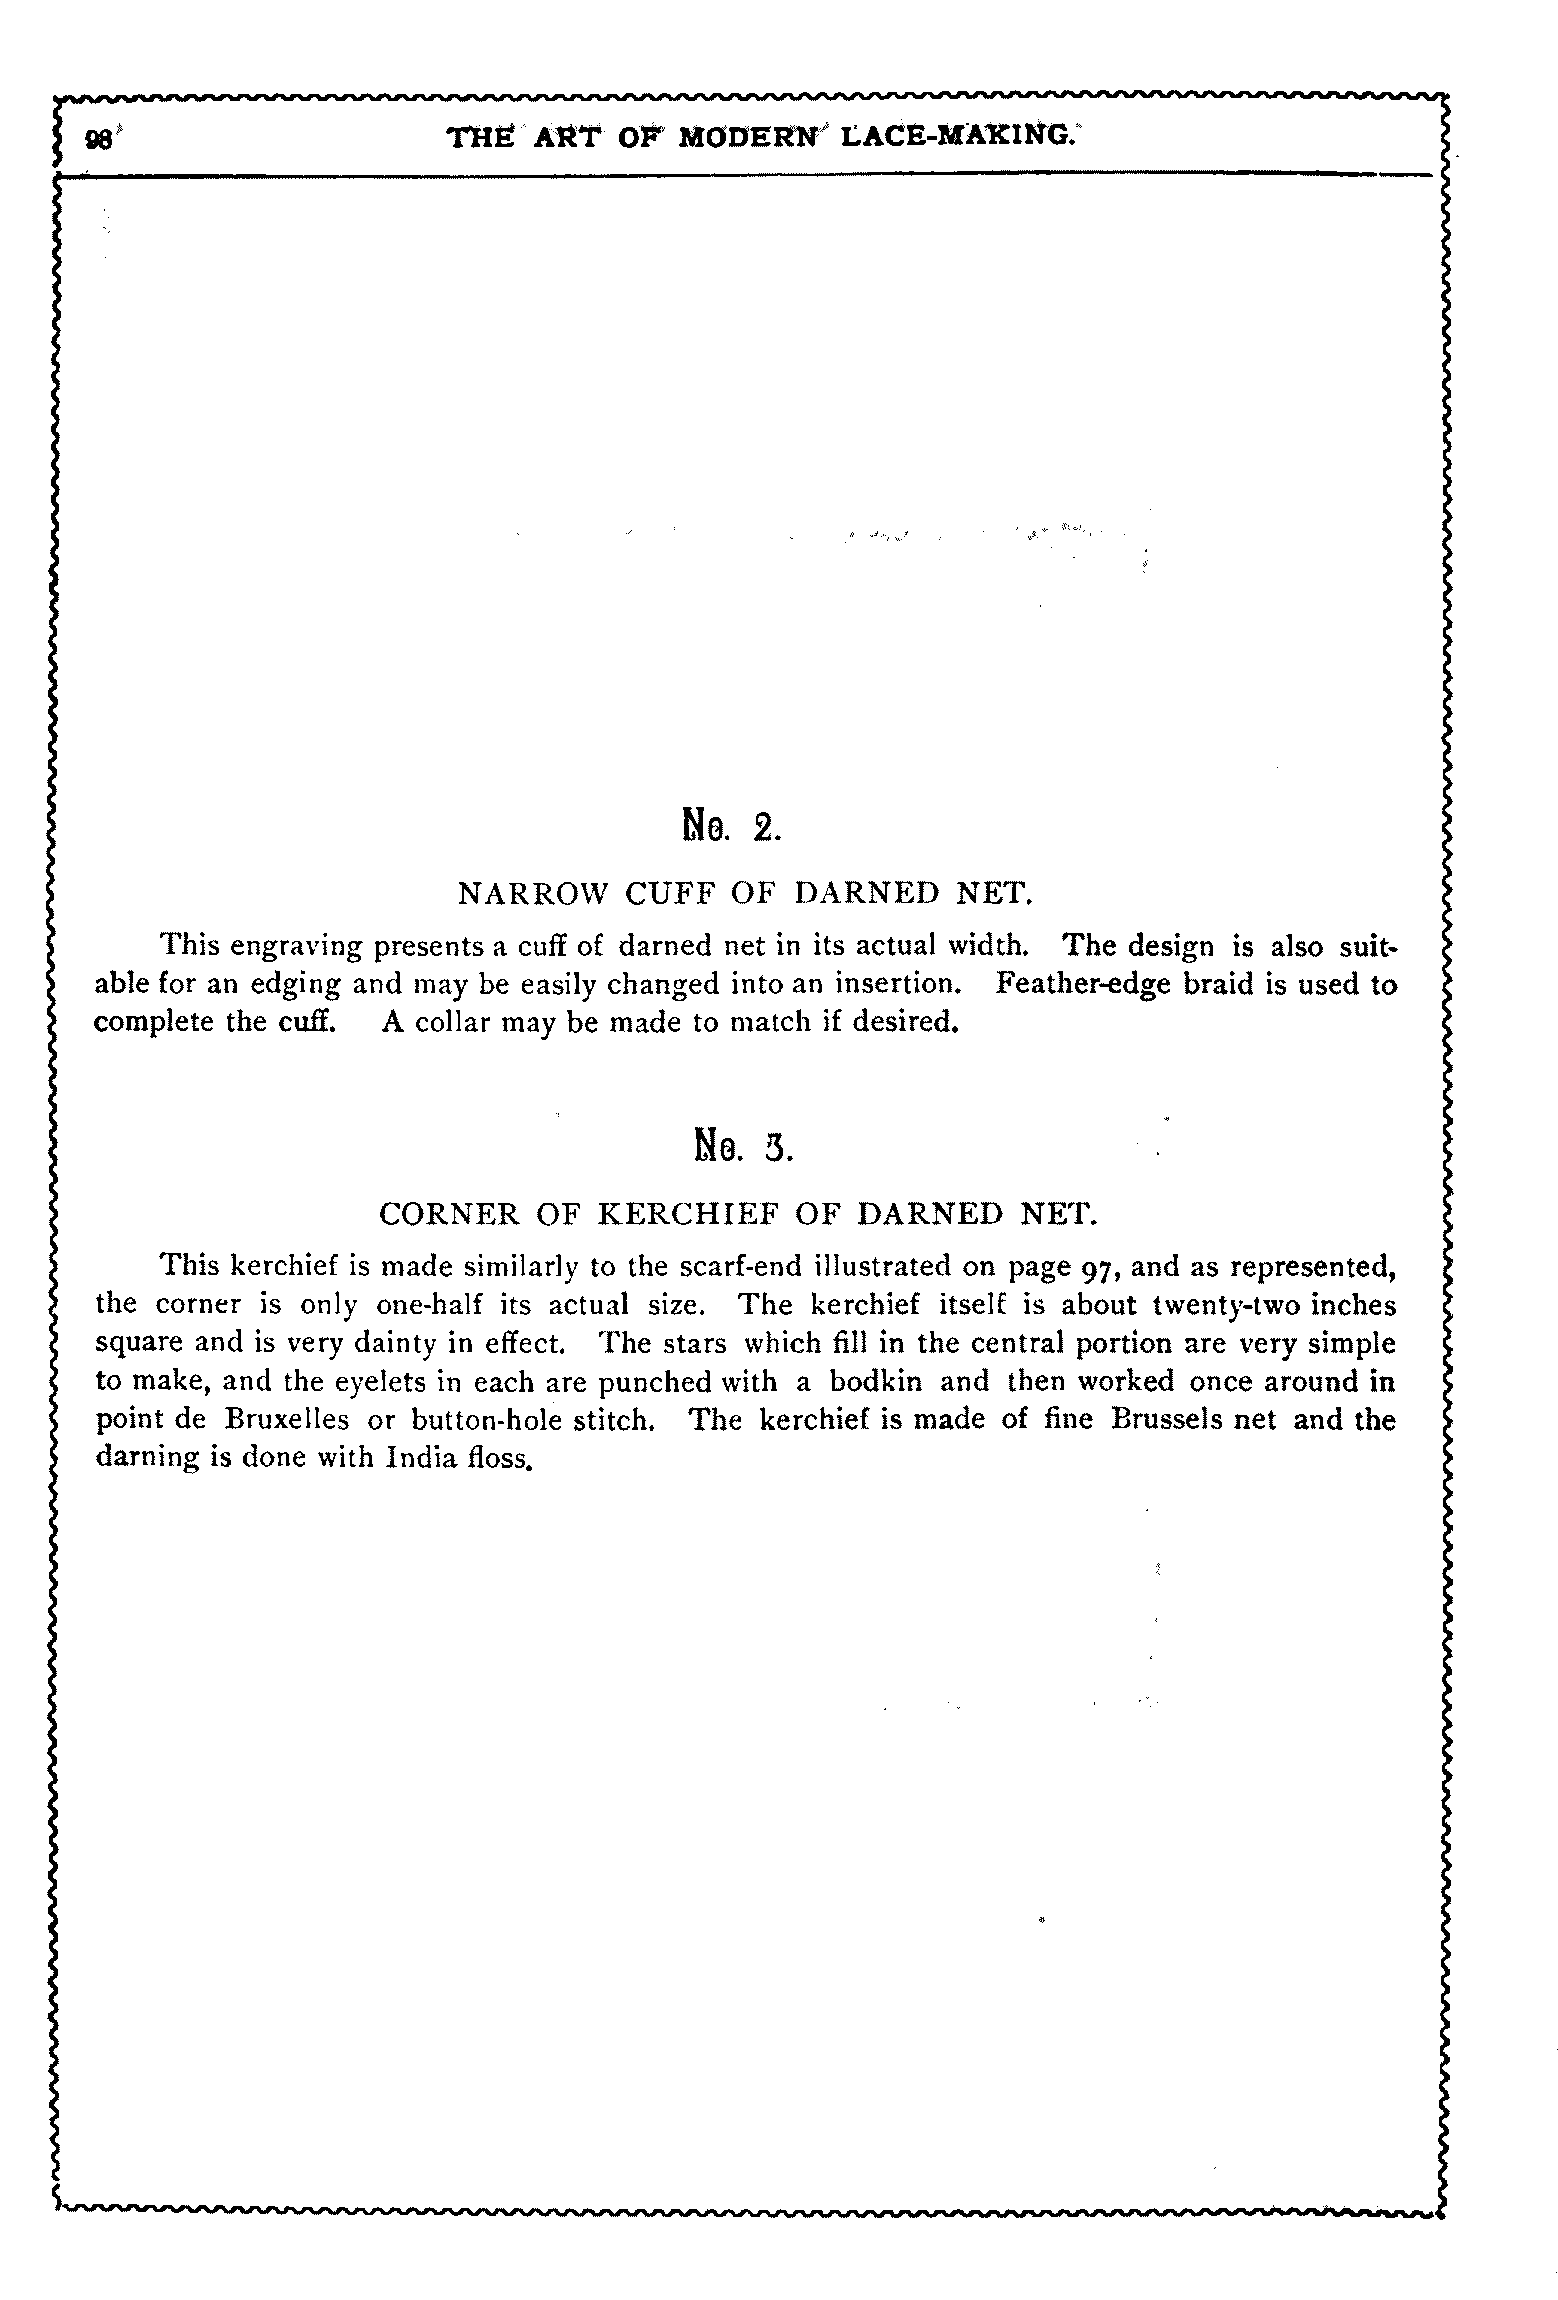 98
THE ART OF MODERN LACE-MAKING.
No. 2.
NARROW CUFF OF DARNED NET.
This engraving presents a cuff of darned net in its actual width. The design is also suit-
able for an edging and may be easily changed into an insertion. Feather-edge braid is used to
complete the cuff. A collar may be made to match if desired.
No. 3.
CORNER OF KERCHIEF OF DARNED NET.
This kerchief is made similarly to the scarf-end illustrated on page 97, and as represented,
the corner is only one-half its actual size. The kerchief itself is about twenty-two inches
square and is very dainty in effect. The stars which fill in the central portion are very simple
to make, and the eyelets in each are punched with a bodkin and then worked once around in
point de Bruxelles or button-hole stitch. The kerchief is made of fine Brussels net and the
darning is done with India floss.